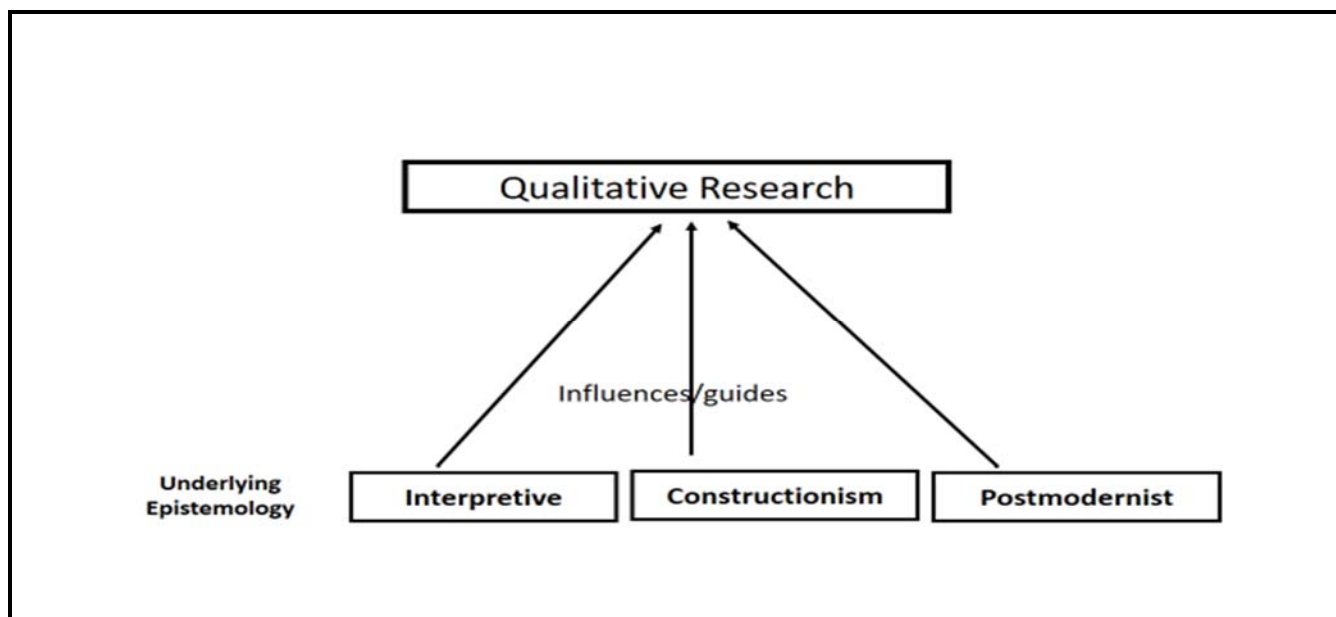 Qualitative Research
Influences/guides
Underlying
Epistemology
Interpretive
Constructionism
Postmodernist